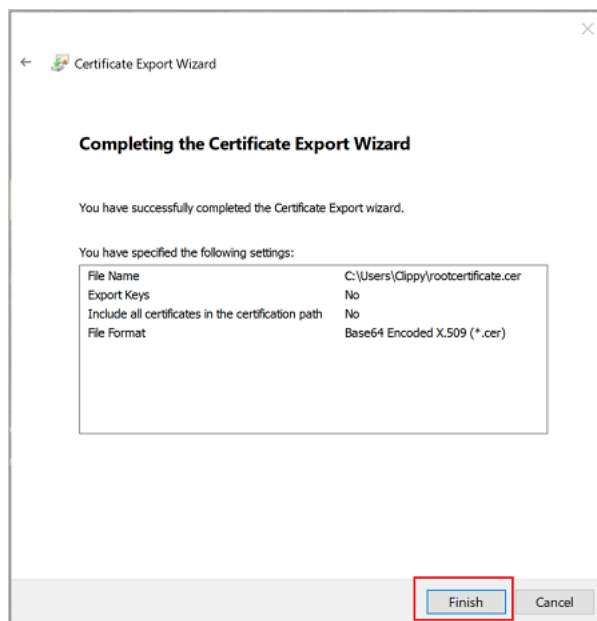 Certificate Export Wizard
Completing the Certificate Export Wizard
You have successfully completed the Certificate Export wizard.
You have specified the following settings:
File Name C:\Users\Clippy\rootcertificate.cer
Export Keys No
Include all certificates in the certification path No
File Format Base64 Encoded X.509 (*.cer)
Finish Cancel